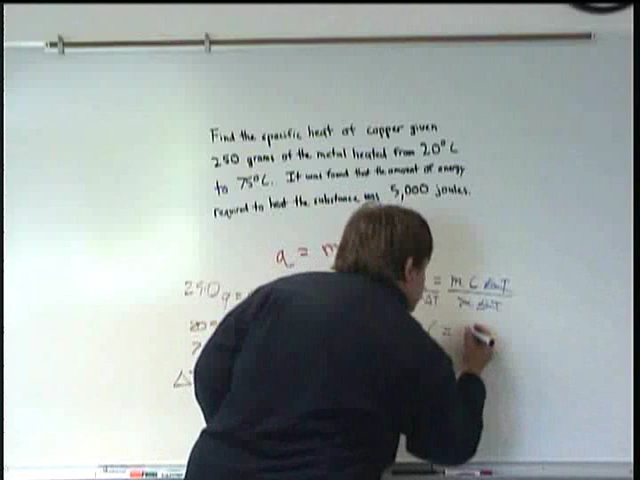 Find the specific heat of copper given
250 grams of the metal heated from 20°C
to 75°C. It was found that the amount of energy
required to heat the substance was 5,000 joules.
q = m
250 g =
= m C ΔT
ΔT m ΔT
20°
C =
Δ